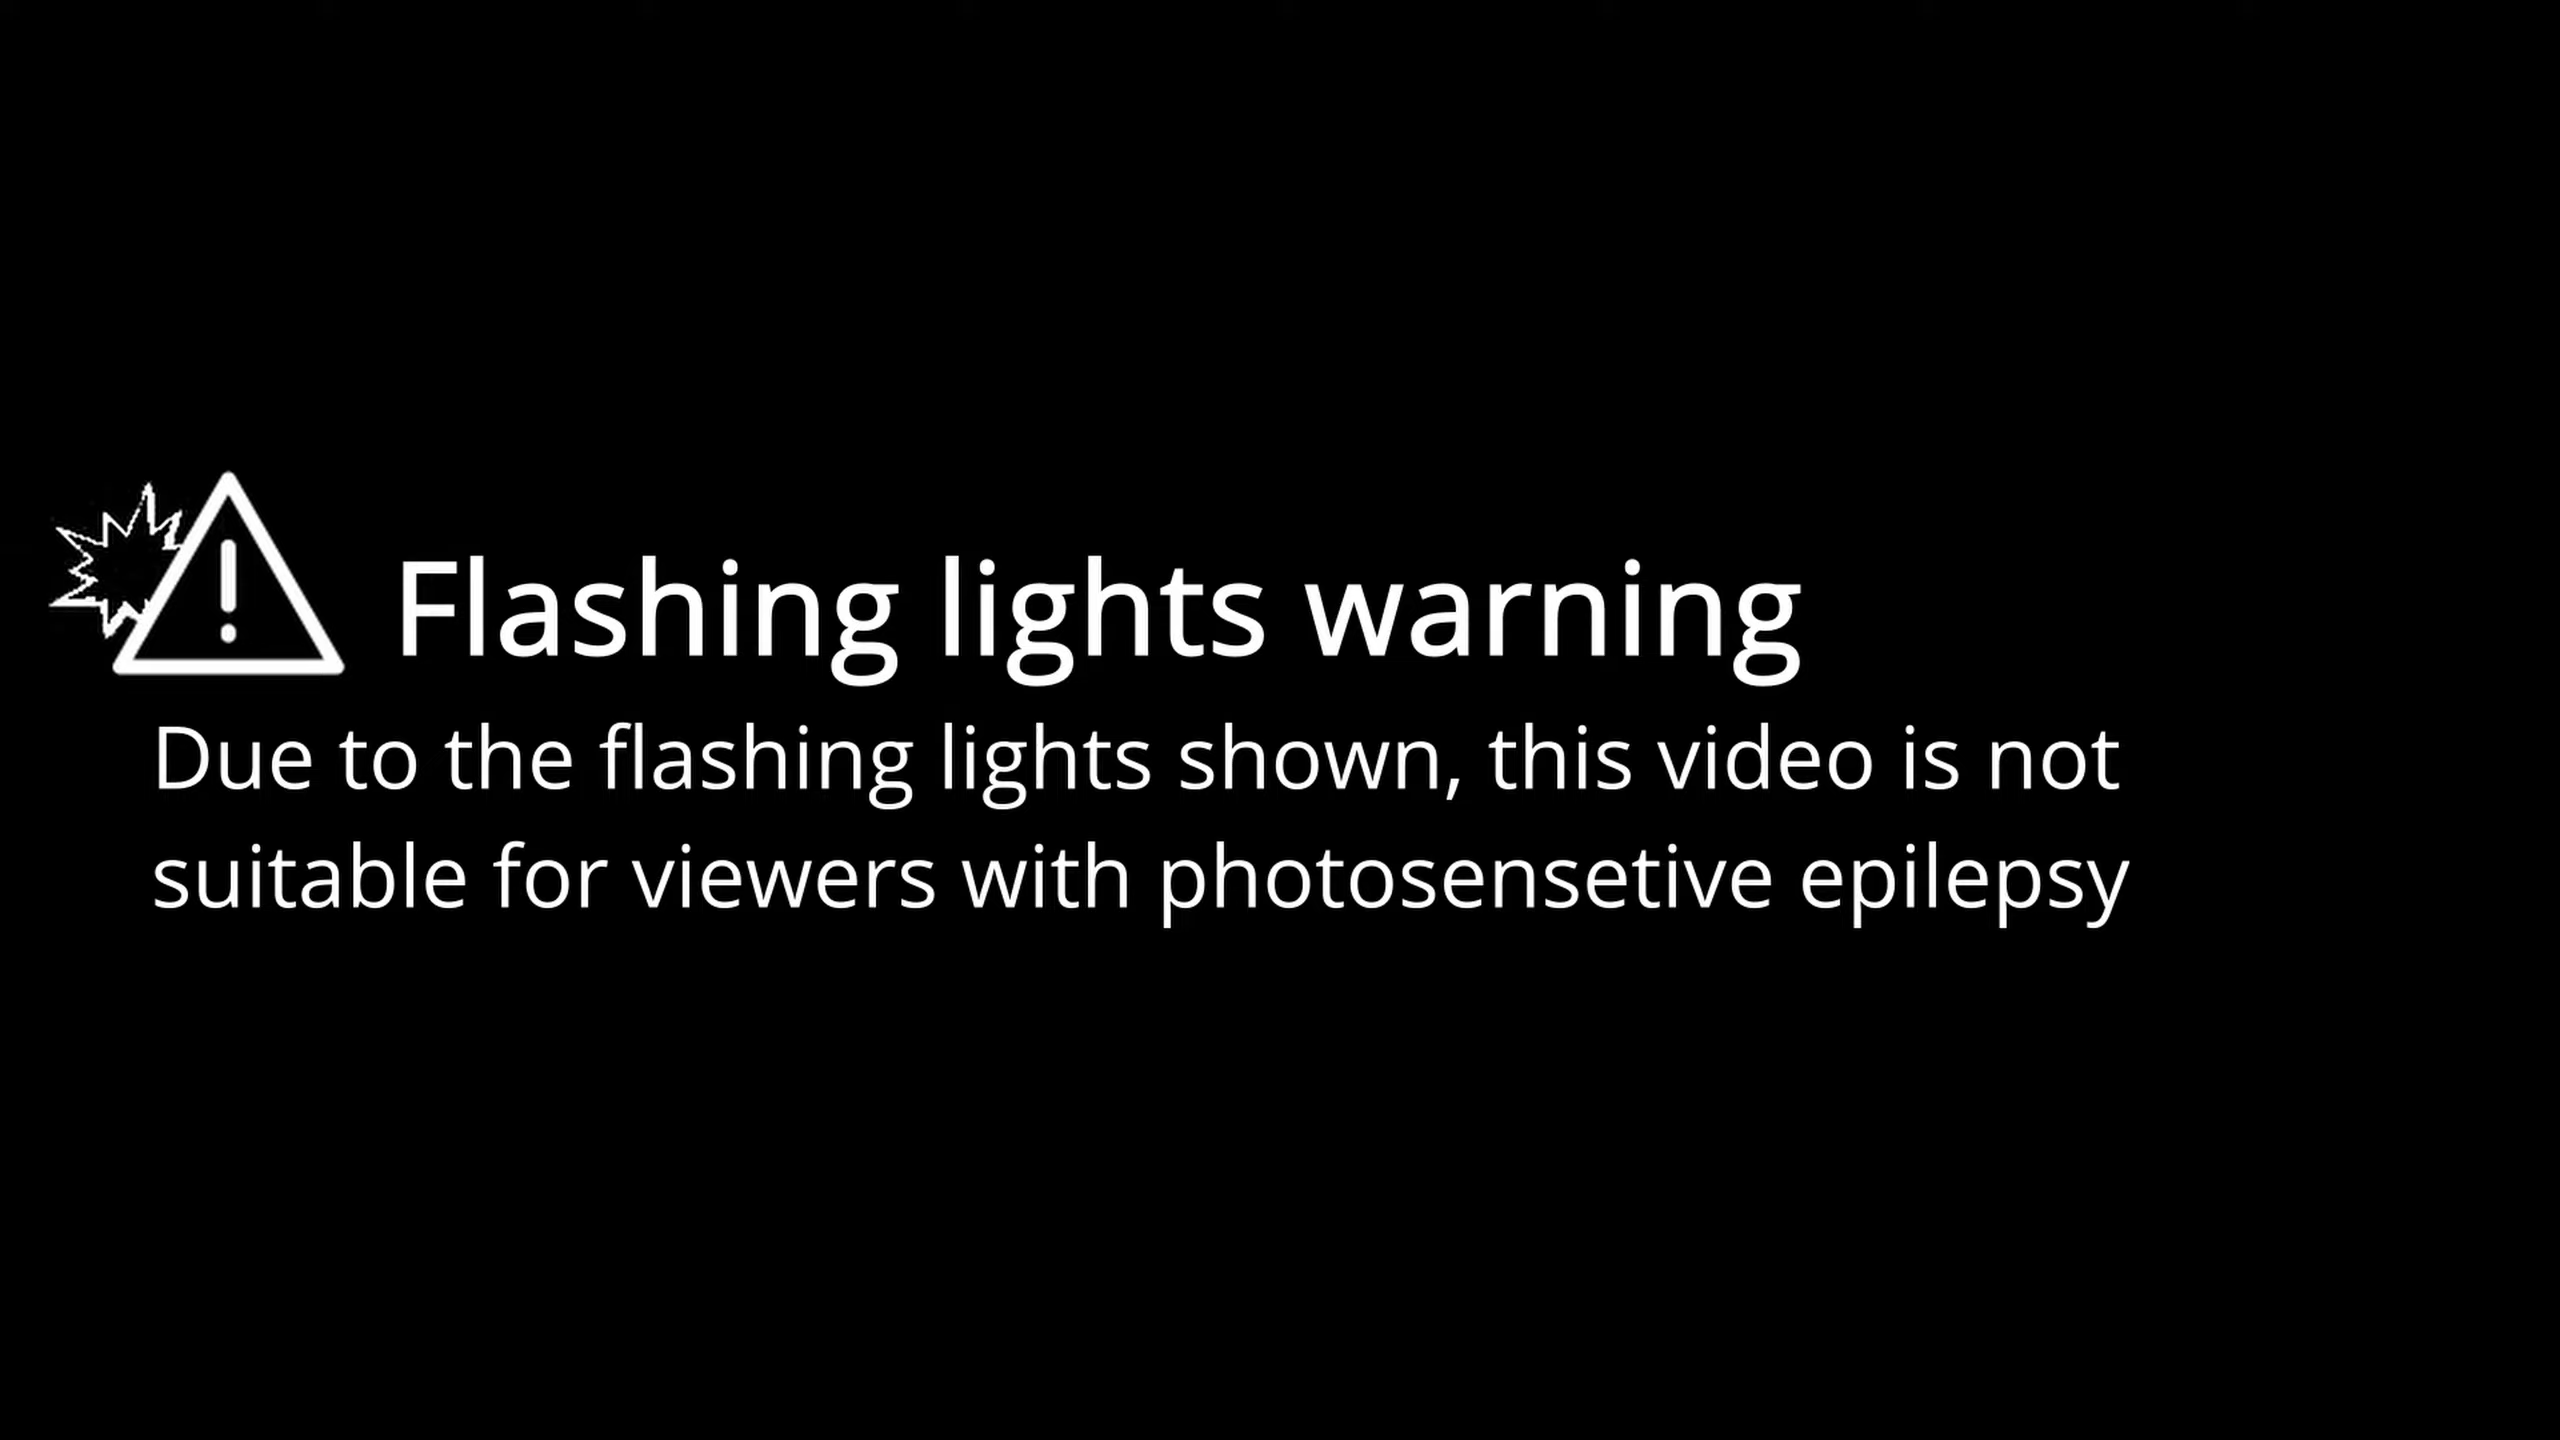 Flashing lights warning
Due to the flashing lights shown, this video is not
suitable for viewers with photosensetive epilepsy